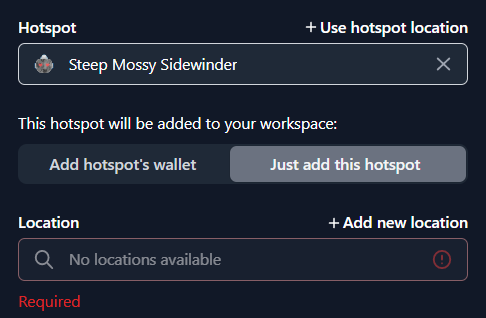 Hotspot
+ Use hotspot location
Steep Mossy Sidewinder
This hotspot will be added to your workspace:
Add hotspot's wallet
Just add this hotspot
Location
+ Add new location
No locations available
Required